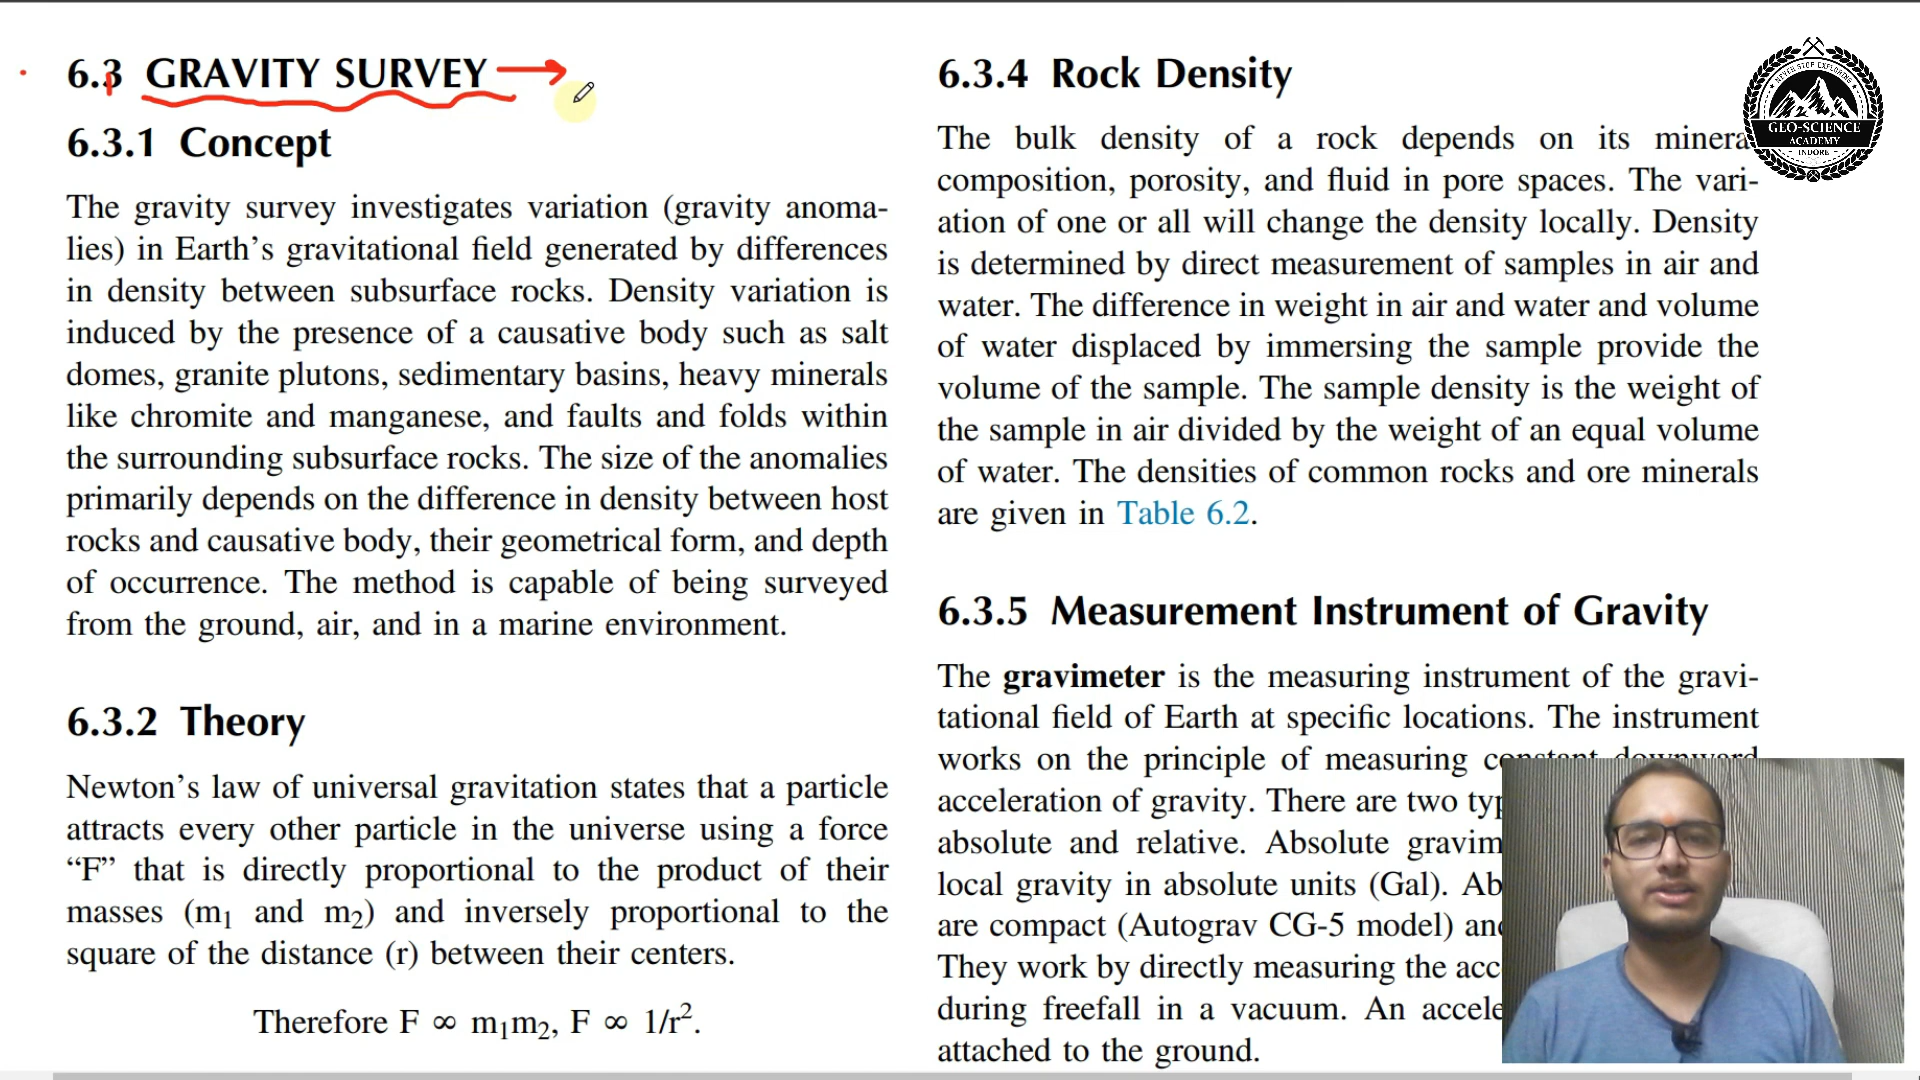 6.3 GRAVITY SURVEY
6.3.1 Concept
The gravity survey investigates variation (gravity anoma-
lies) in Earth's gravitational field generated by differences
in density between subsurface rocks. Density variation is
induced by the presence of a causative body such as salt
domes, granite plutons, sedimentary basins, heavy minerals
like chromite and manganese, and faults and folds within
the surrounding subsurface rocks. The size of the anomalies
primarily depends on the difference in density between host
rocks and causative body, their geometrical form, and depth
of occurrence. The method is capable of being surveyed
from the ground, air, and in a marine environment.
6.3.2 Theory
Newton's law of universal gravitation states that a particle
attracts every other particle in the universe using a force
“F” that is directly proportional to the product of their
masses (m₁ and m₂) and inversely proportional to the
square of the distance (r) between their centers.
Therefore F ∞ m₁m₂, F ∞ 1/r².
6.3.4 Rock Density
The bulk density of a rock depends on its minera
composition, porosity, and fluid in pore spaces. The vari-
ation of one or all will change the density locally. Density
is determined by direct measurement of samples in air and
water. The difference in weight in air and water and volume
of water displaced by immersing the sample provide the
volume of the sample. The sample density is the weight of
the sample in air divided by the weight of an equal volume
of water. The densities of common rocks and ore minerals
are given in Table 6.2.
6.3.5 Measurement Instrument of Gravity
The gravimeter is the measuring instrument of the gravi-
tational field of Earth at specific locations. The instrument
works on the principle of measuring constant downward
acceleration of gravity. There are two typ
absolute and relative. Absolute gravim
local gravity in absolute units (Gal). Ab
are compact (Autograv CG-5 model) and
They work by directly measuring the acc
during freefall in a vacuum. An accele
attached to the ground.
NEVER STOP EXPLORING
GEO-SCIENCE
ACADEMY
INDORE